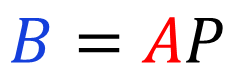 B = AP